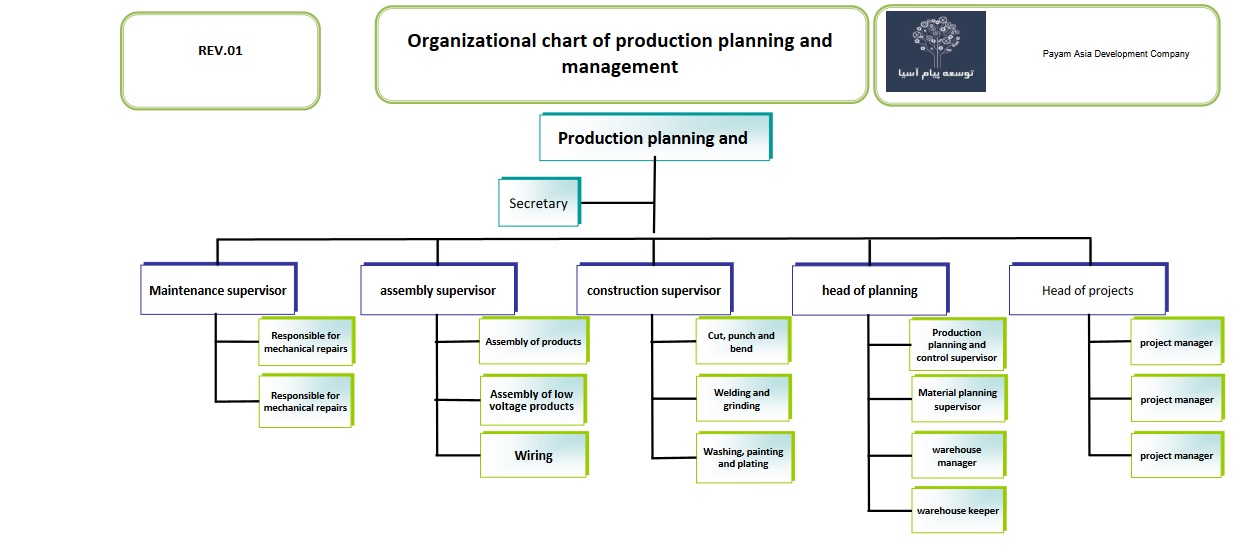 REV.01
Organizational chart of production planning and
management
توسعه پیام آسیا
Payam Asia Development Company
Production planning and
Secretary
Maintenance supervisor
assembly supervisor
construction supervisor
head of planning
Head of projects
Responsible for
mechanical repairs
Responsible for
mechanical repairs
Assembly of products
Assembly of low
voltage products
Wiring
Cut, punch and
bend
Welding and
grinding
Washing, painting
and plating
Production
planning and
control supervisor
Material planning
supervisor
warehouse
manager
warehouse keeper
project manager
project manager
project manager